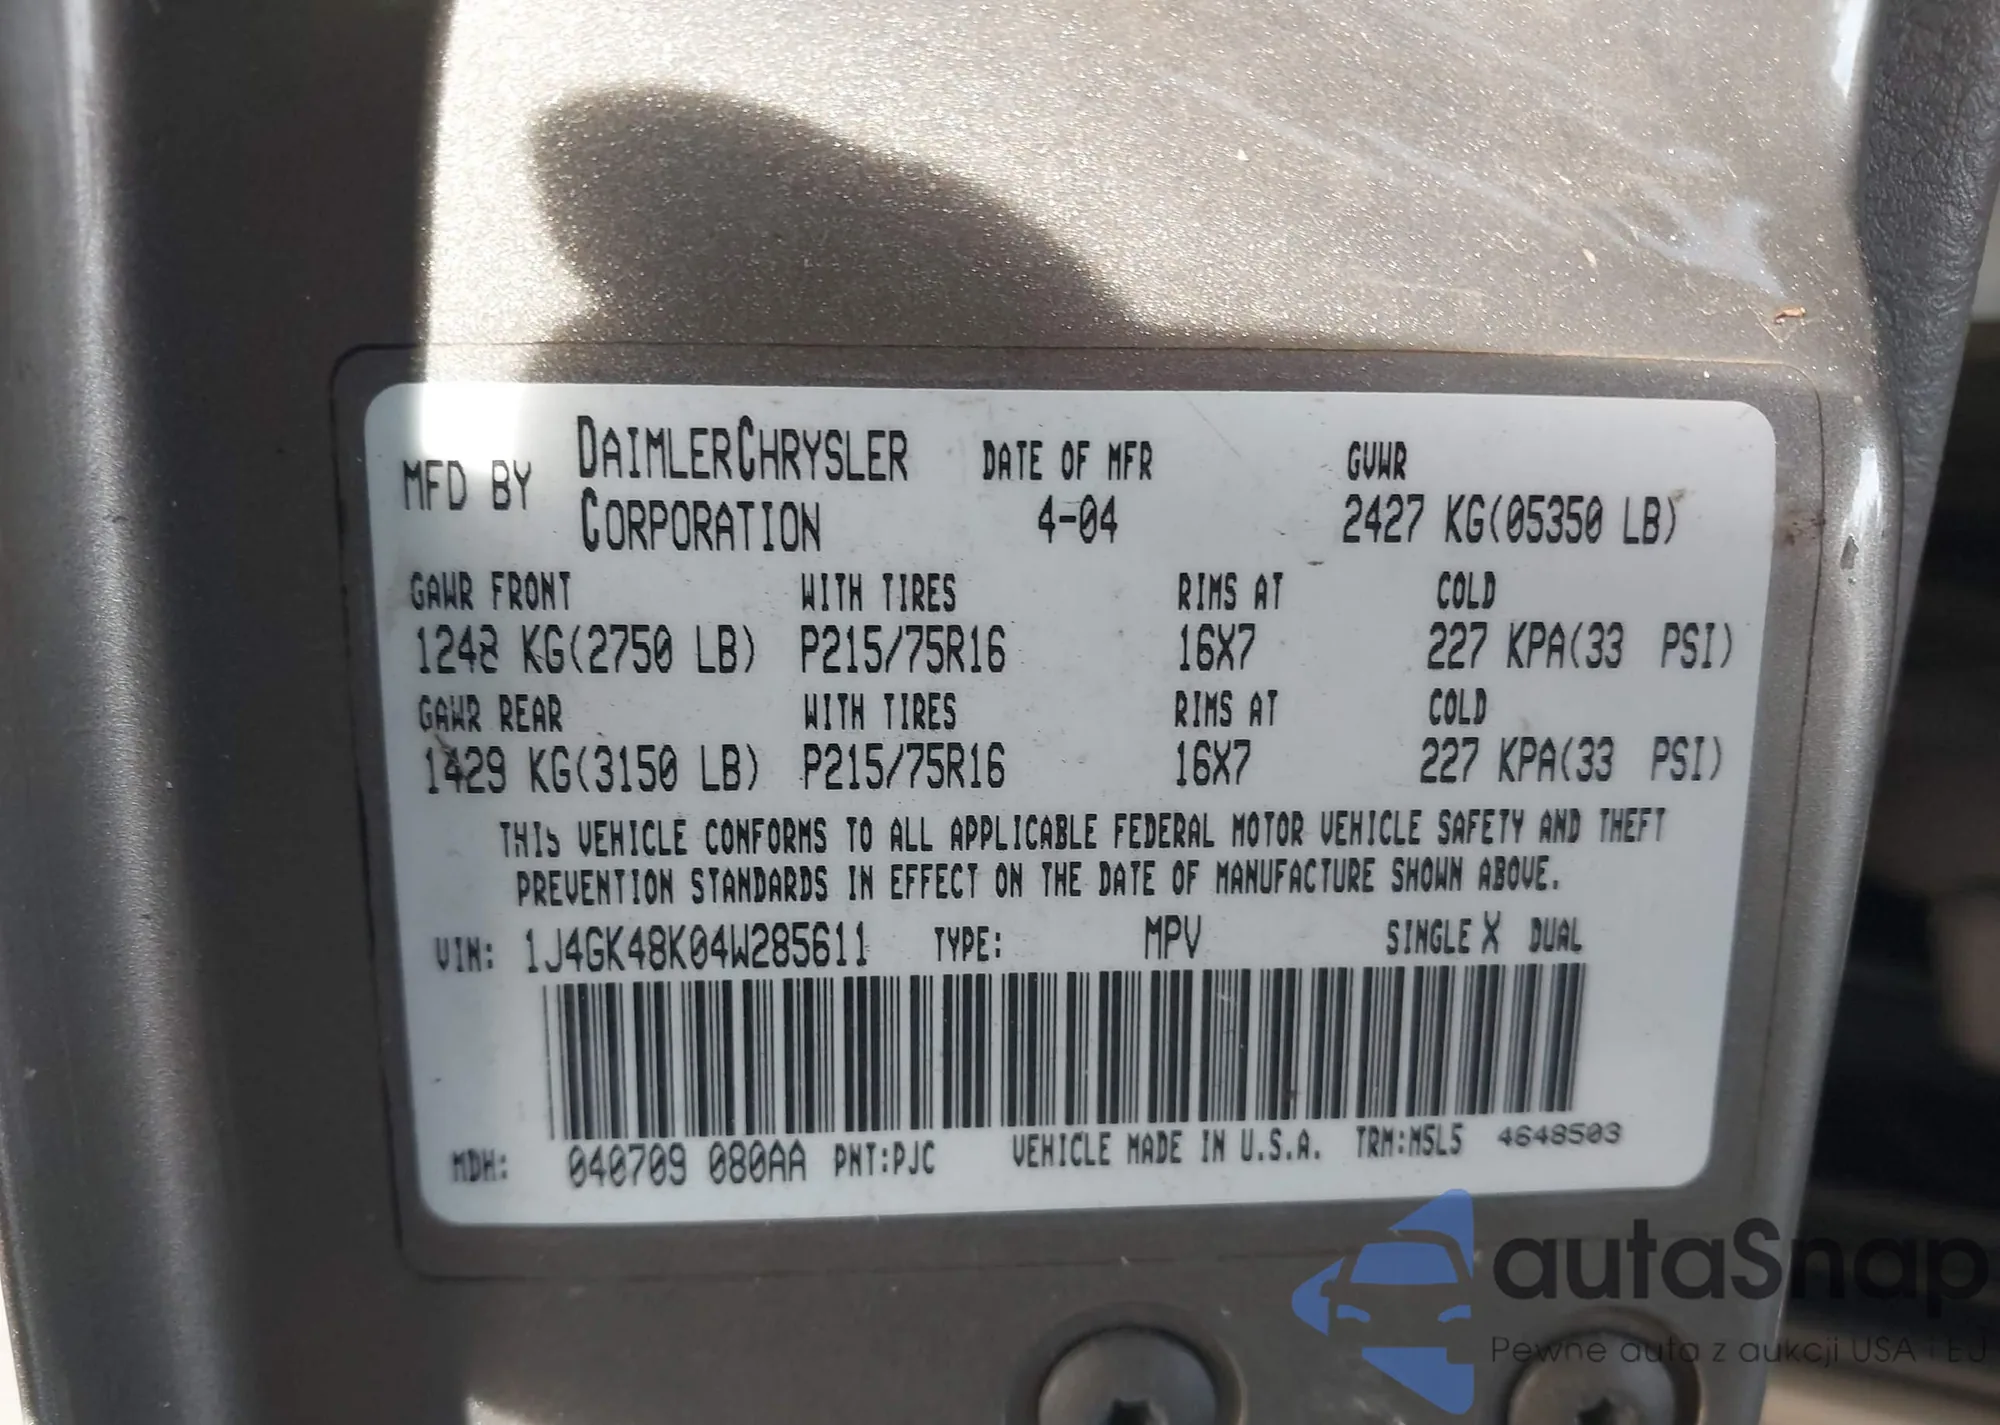 MFD BY DAIMLERCHRYSLER CORPORATION DATE OF MFR 4-04 GVWR 2427 KG(05350 LB)
GAWR FRONT WITH TIRES RIMS AT COLD
1248 KG(2750 LB) P215/75R16 16X7 227 KPA(33 PSI)
GAWR REAR WITH TIRES RIMS AT COLD
1429 KG(3150 LB) P215/75R16 16X7 227 KPA(33 PSI)
THIS VEHICLE CONFORMS TO ALL APPLICABLE FEDERAL MOTOR VEHICLE SAFETY AND THEFT
PREVENTION STANDARDS IN EFFECT ON THE DATE OF MANUFACTURE SHOWN ABOVE.
VIN: 1J4GK48K04W285611 TYPE: MPV SINGLE X DUAL
MDH: 040709 080AA PNT:PJC VEHICLE MADE IN U.S.A. TRM:M5L5 4648503
autaSnap
Pewne auta z aukcji USA i EU